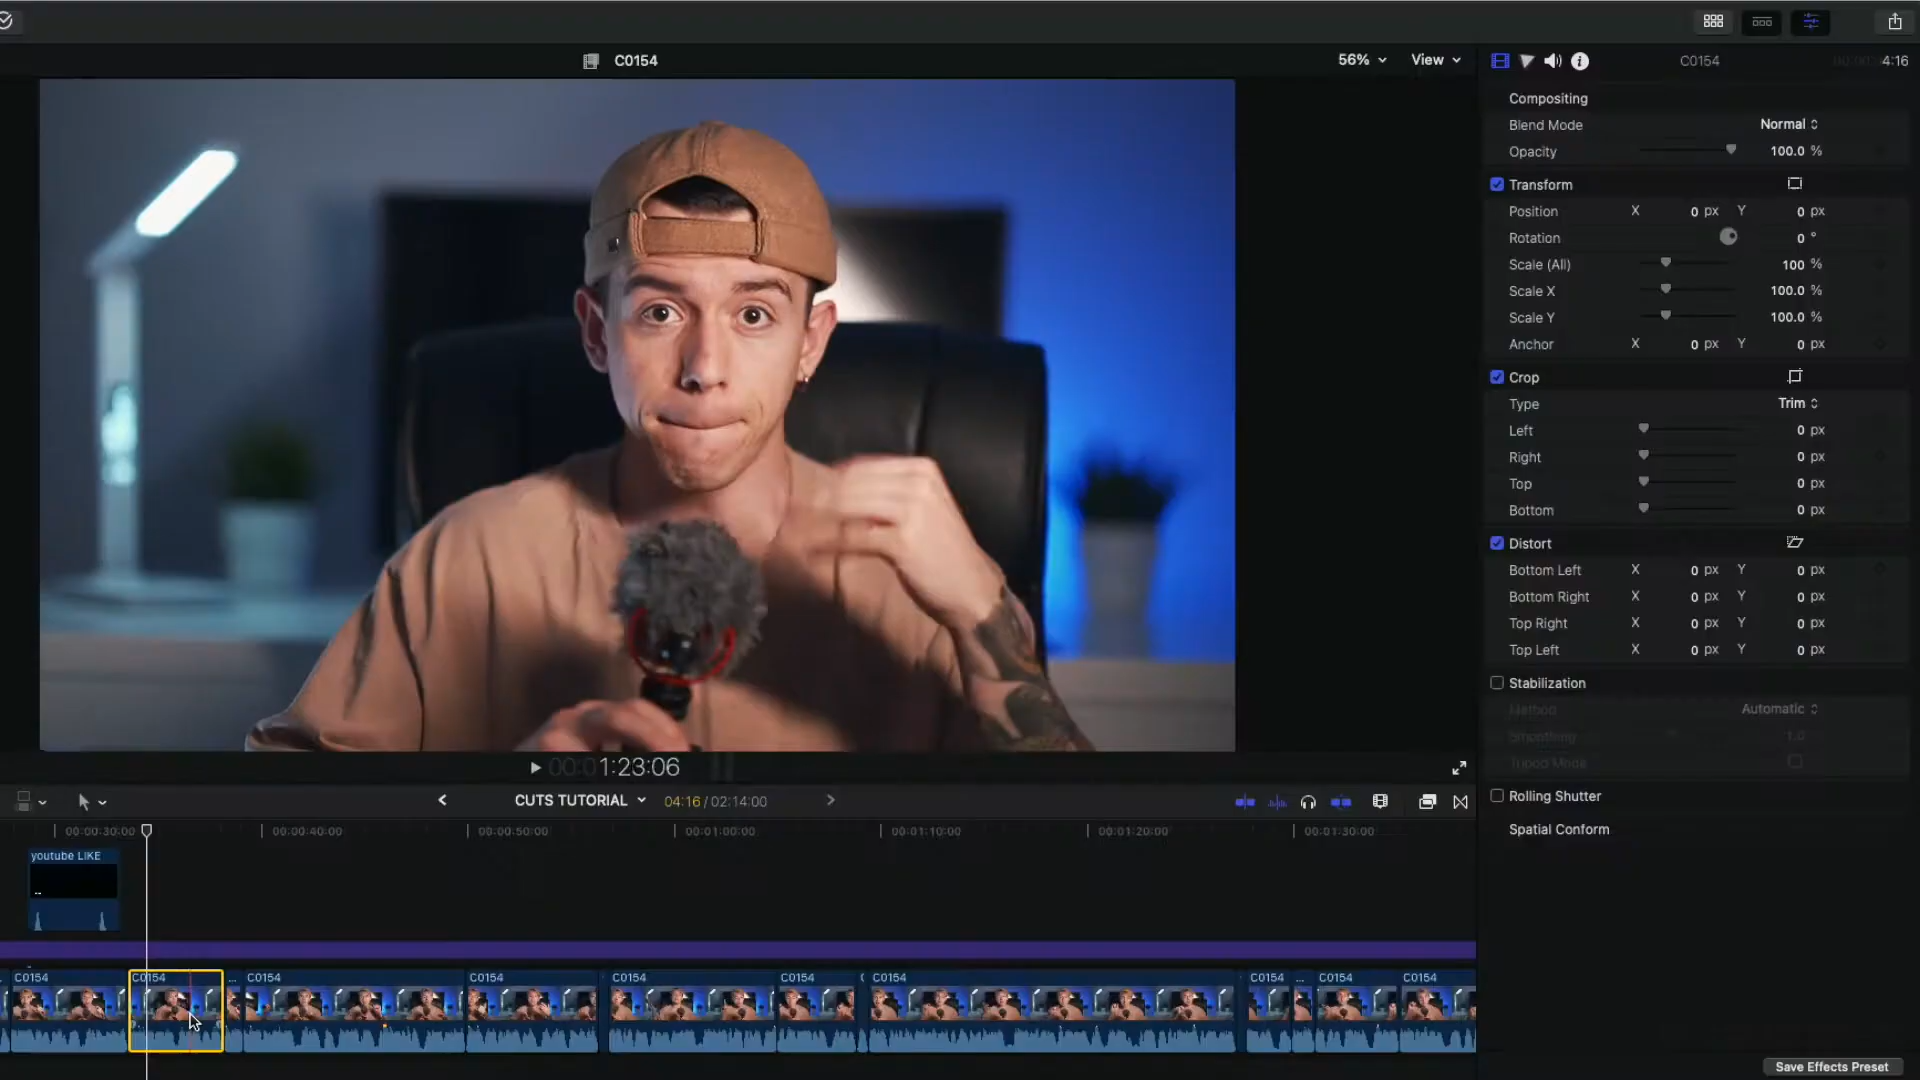 C0154
56%
View
C0154
4:16
Compositing
Blend Mode Normal
Opacity 100.0 %
Transform
Position X 0 px Y 0 px
Rotation 0 °
Scale (All) 100 %
Scale X 100.0 %
Scale Y 100.0 %
Anchor X 0 px Y 0 px
Crop
Type Trim
Left 0 px
Right 0 px
Top 0 px
Bottom 0 px
Distort
Bottom Left X 0 px Y 0 px
Bottom Right X 0 px Y 0 px
Top Right X 0 px Y 0 px
Top Left X 0 px Y 0 px
Stabilization
Method Automatic
Smoothing 1.0
Tripod Mode
Rolling Shutter
Spatial Conform
Save Effects Preset
00:01:23:06
CUTS TUTORIAL 04:16 / 02:14:00
00:00:30:00 00:00:40:00 00:00:50:00 00:01:00:00 00:01:10:00 00:01:20:00 00:01:30:00
youtube LIKE
C0154 C0154 ... C0154 C0154 C0154 C0154 C0154 C0154 ... C0154 C0154